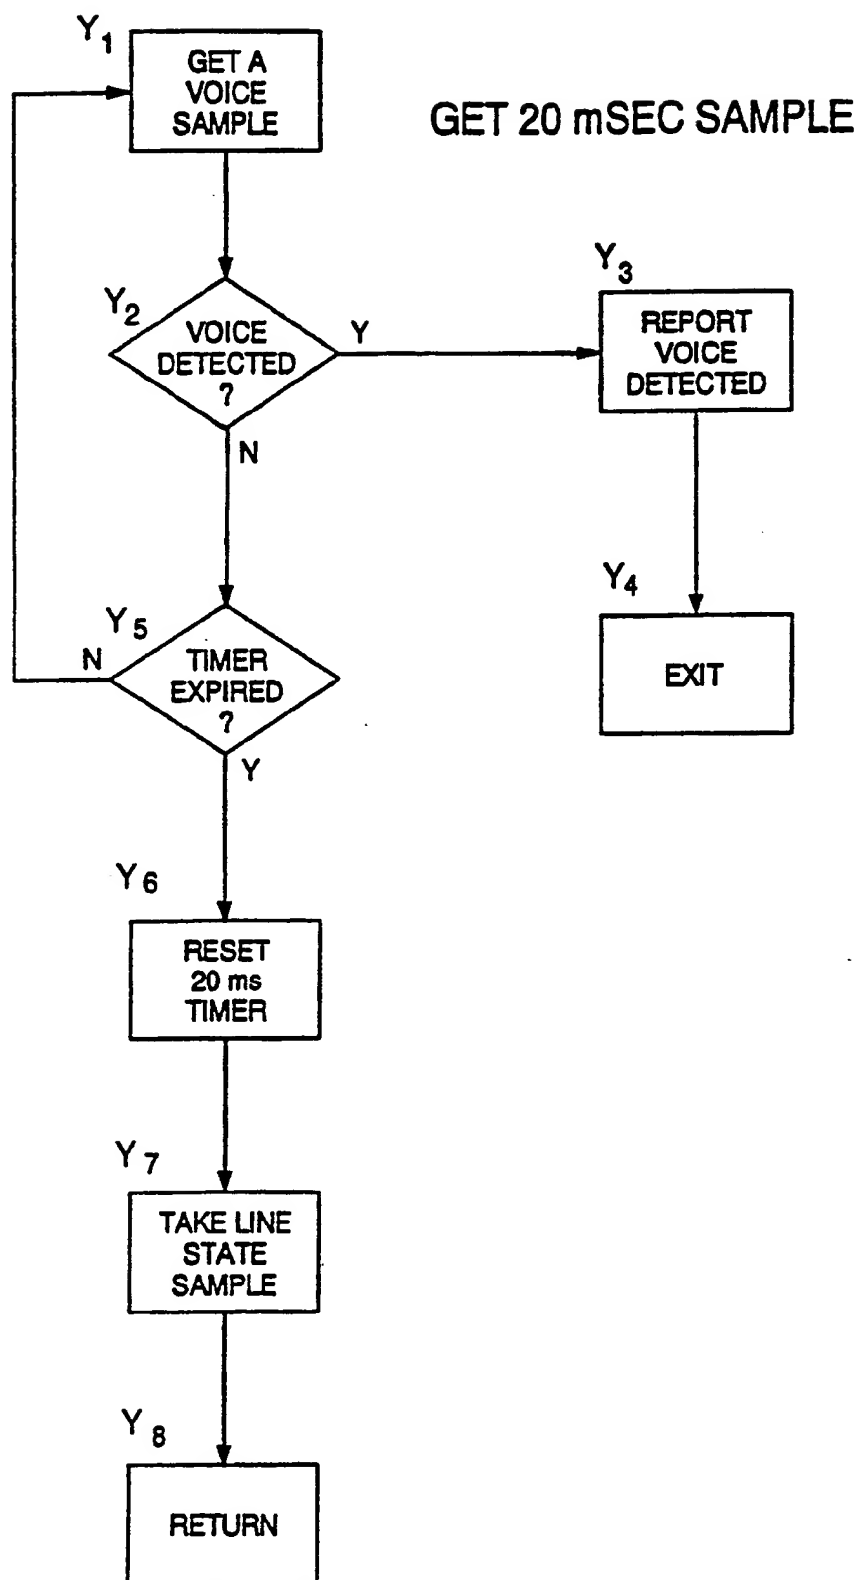 Y1
GET A
VOICE
SAMPLE
GET 20 mSEC SAMPLE
Y2
VOICE
DETECTED
?
Y
N
Y3
REPORT
VOICE
DETECTED
Y4
EXIT
Y5
N
TIMER
EXPIRED
?
Y
Y6
RESET
20 ms
TIMER
Y7
TAKE LINE
STATE
SAMPLE
Y8
RETURN